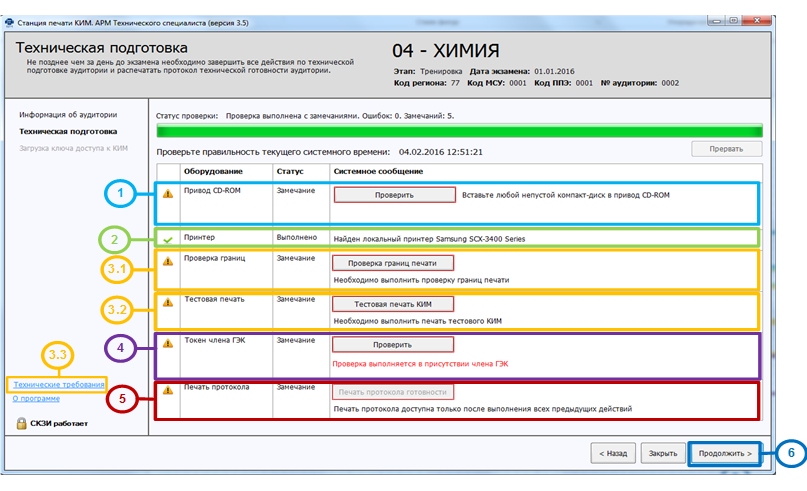 Станция печати КИМ. АРМ Технического специалиста (версия 3.5)
Техническая подготовка
Не позднее чем за день до экзамена необходимо завершить все действия по технической
подготовке аудитории и распечатать протокол технической готовности аудитории.
04 - ХИМИЯ
Этап: Тренировка Дата экзамена: 01.01.2016
Код региона: 77 Код МСУ: 0001 Код ППЭ: 0001 № аудитории: 0002
Информация об аудитории
Техническая подготовка
Загрузка ключа доступа к КИМ
Статус проверки: Проверка выполнена с замечаниями. Ошибок: 0. Замечаний: 5.
Проверьте правильность текущего системного времени: 04.02.2016 12:51:21
Прервать
Оборудование Статус Системное сообщение
1
Привод CD-ROM Замечание Проверить Вставьте любой непустой компакт-диск в привод CD-ROM
2
Принтер Выполнено Найден локальный принтер Samsung SCX-3400 Series
3.1
Проверка границ Замечание Проверка границ печати
Необходимо выполнить проверку границ печати
3.2
Тестовая печать Замечание Тестовая печать КИМ
Необходимо выполнить печать тестового КИМ
4
Токен члена ГЭК Замечание Проверить
Проверка выполняется в присутствии члена ГЭК
3.3
Технические требования
О программе
5
Печать протокола Замечание Печать протокола готовности
Печать протокола доступна только после выполнения всех предыдущих действий
СКЗИ работает
< Назад Закрыть Продолжить >
6